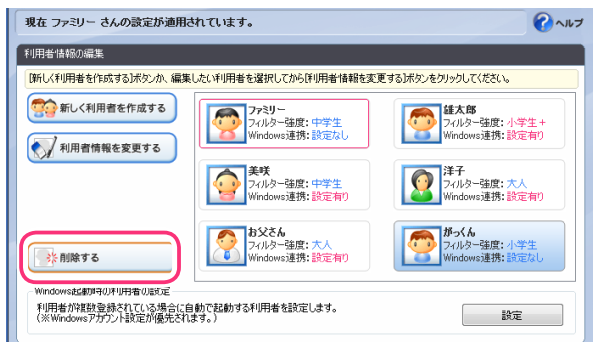 現在 ファミリー さんの設定が適用されています。
ヘルプ
利用者情報の編集
[新しく利用者を作成する]ボタンか、編集したい利用者を選択してから[利用者情報を変更する]ボタンをクリックしてください。
新しく利用者を作成する
利用者情報を変更する
削除する
ファミリー
フィルター強度: 中学生
Windows連携: 設定なし
雄太郎
フィルター強度: 小学生+
Windows連携: 設定有り
美咲
フィルター強度: 中学生
Windows連携: 設定有り
洋子
フィルター強度: 大人
Windows連携: 設定有り
お父さん
フィルター強度: 大人
Windows連携: 設定有り
がっくん
フィルター強度: 小学生
Windows連携: 設定なし
Windows起動時の利用者の設定
利用者が複数登録されている場合に自動で起動する利用者を設定します。
(※Windowsアカウント設定が優先されます。)
設定